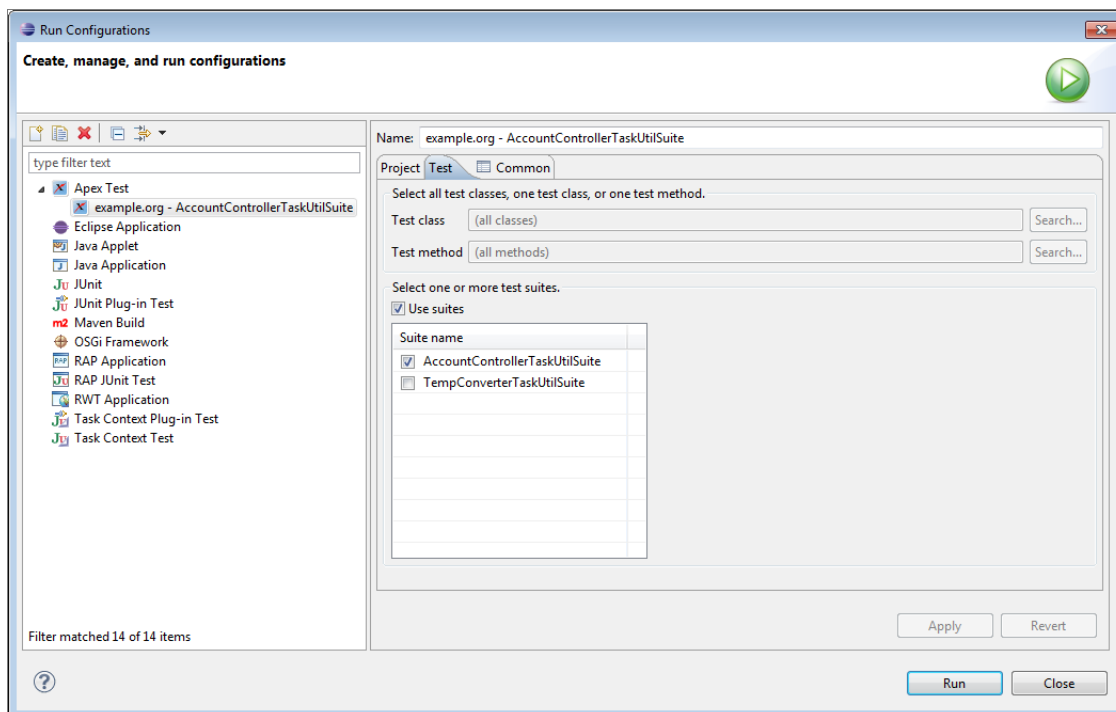 Run Configurations
Create, manage, and run configurations
type filter text
Apex Test
example.org - AccountControllerTaskUtilSuite
Eclipse Application
Java Applet
Java Application
Ju JUnit
JUnit Plug-in Test
m2 Maven Build
OSGi Framework
RAP RAP Application
Ju RAP JUnit Test
RWT Application
Task Context Plug-in Test
Ju Task Context Test
Filter matched 14 of 14 items
Name: example.org - AccountControllerTaskUtilSuite
Project Test Common
Select all test classes, one test class, or one test method.
Test class (all classes) Search...
Test method (all methods) Search...
Select one or more test suites.
Use suites
Suite name
AccountControllerTaskUtilSuite
TempConverterTaskUtilSuite
Apply Revert
? Run Close